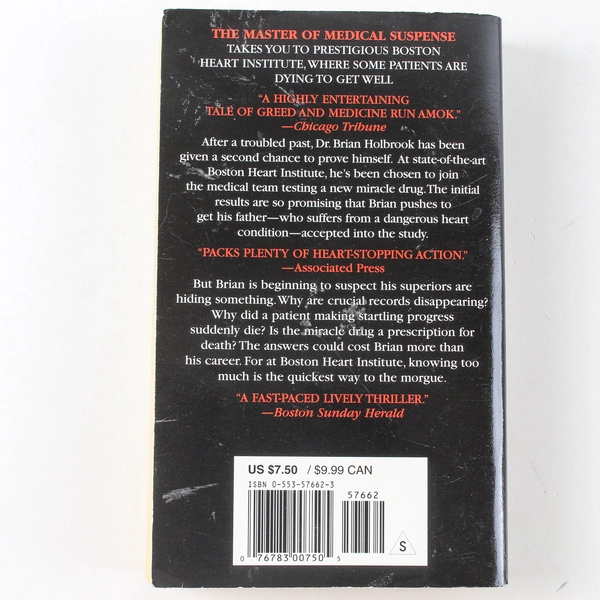 THE MASTER OF MEDICAL SUSPENSE
TAKES YOU TO PRESTIGIOUS BOSTON
HEART INSTITUTE, WHERE SOME PATIENTS ARE
DYING TO GET WELL
"A HIGHLY ENTERTAINING
TALE OF GREED AND MEDICINE RUN AMOK."
—Chicago Tribune
After a troubled past, Dr. Brian Holbrook has been
given a second chance to prove himself. At state-of-the-art
Boston Heart Institute, he's been chosen to join
the medical team testing a new miracle drug. The initial
results are so promising that Brian pushes to
get his father—who suffers from a dangerous heart
condition—accepted into the study.
"PACKS PLENTY OF HEART-STOPPING ACTION."
—Associated Press
But Brian is beginning to suspect his superiors are
hiding something. Why are crucial records disappearing?
Why did a patient making startling progress
suddenly die? Is the miracle drug a prescription for
death? The answers could cost Brian more than
his career. For at Boston Heart Institute, knowing too
much is the quickest way to the morgue.
"A FAST-PACED LIVELY THRILLER."
—Boston Sunday Herald
US $7.50 / $9.99 CAN
ISBN 0-553-57662-3
57662
0 76783 00750 5
S